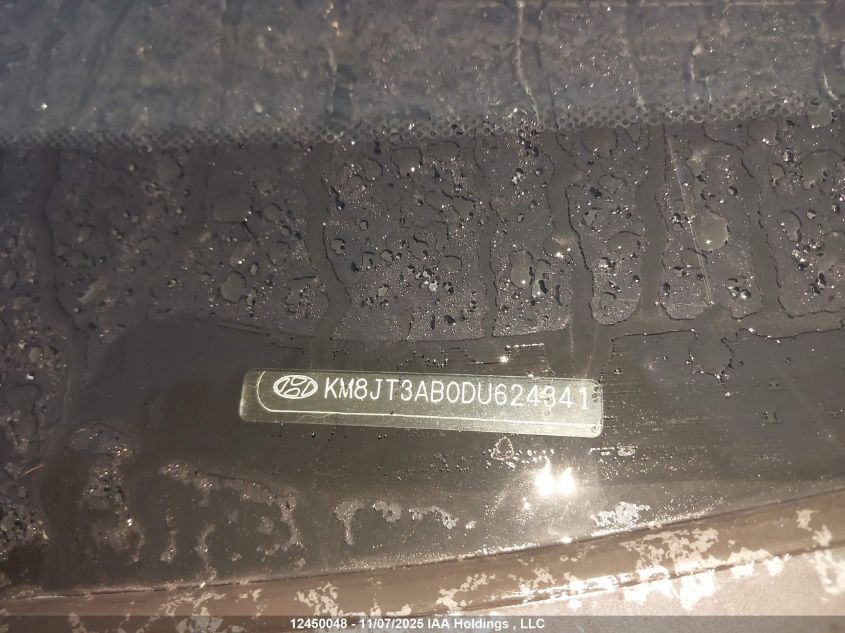 KM8JT3AB0DU624341
12450048 - 11/07/2025 IAA Holdings , LLC